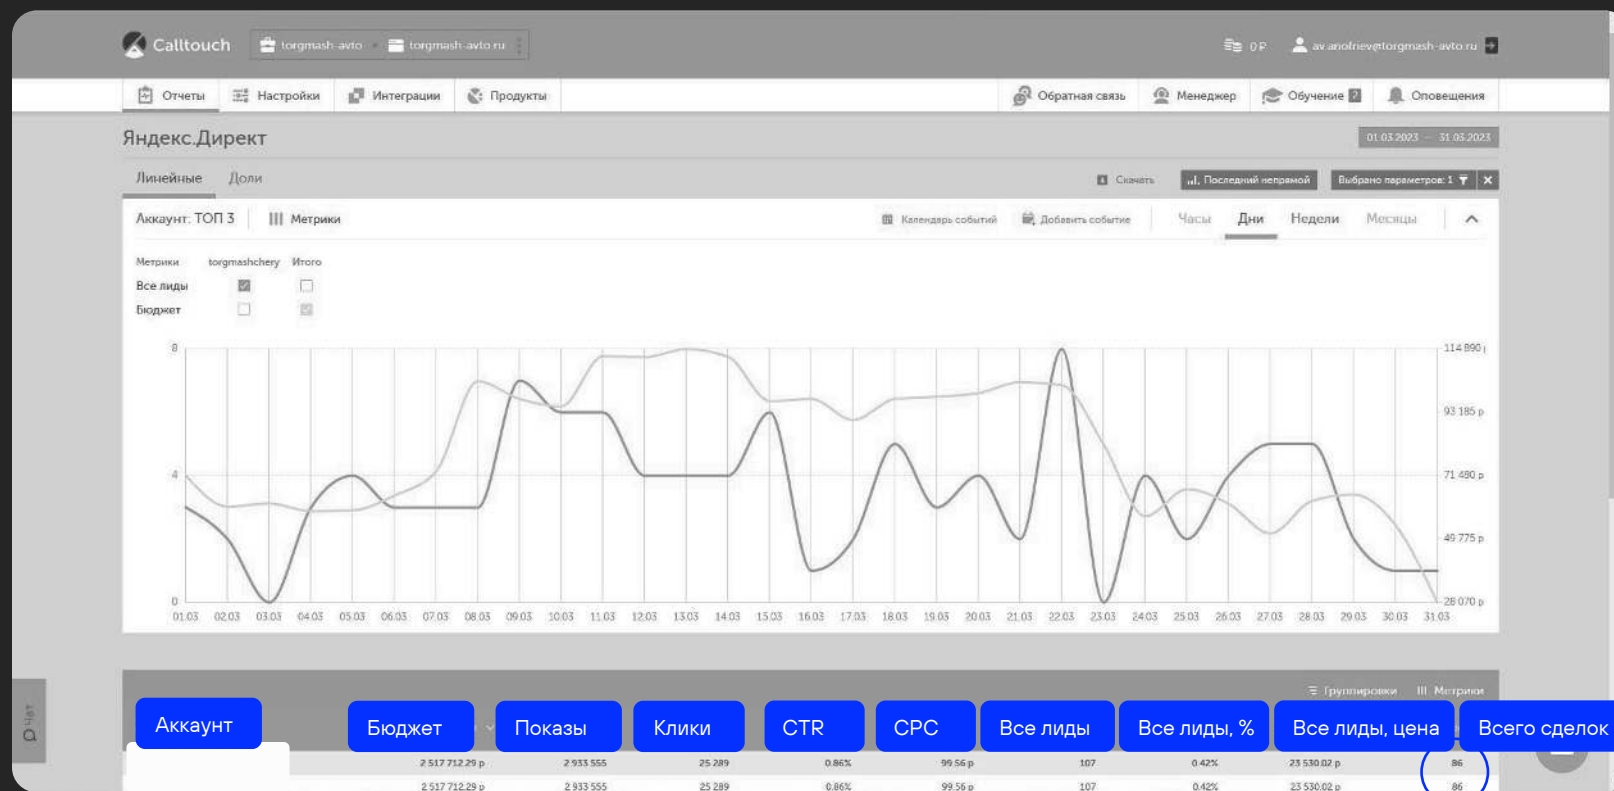 Calltouch torgmash-avto torgmash-avto.ru 0 ₽ av.anofriev@torgmash-avto.ru
Отчеты Настройки Интеграции Продукты Обратная связь Менеджер Обучение 2 Оповещения
Яндекс.Директ 01.03.2023 – 31.03.2023
Линейные Доли Скачать Последний непрямой Выбрано параметров: 1
Аккаунт: ТОП 3 Метрики Календарь событий Добавить событие Часы Дни Недели Месяцы
Метрики torgmashchery Итого
Все лиды
Бюджет
8 114 890
93 185 р
4 71 480 р
49 775 р
0 28 070 р
01.03 02.03 03.03 04.03 05.03 06.03 07.03 08.03 09.03 10.03 11.03 12.03 13.03 14.03 15.03 16.03 17.03 18.03 19.03 20.03 21.03 22.03 23.03 24.03 25.03 26.03 27.03 28.03 29.03 30.03 31.03
Чат
Группировки Метрики
Аккаунт Бюджет Показы Клики CTR CPC Все лиды Все лиды, % Все лиды, цена Всего сделок
2 517 712.29 р 2 933 555 25 289 0.86% 99.56 р 107 0.42% 23 530.02 р 86
2 517 712.29 р 2 933 555 25 289 0.86% 99.56 р 107 0.42% 23 530.02 р 86